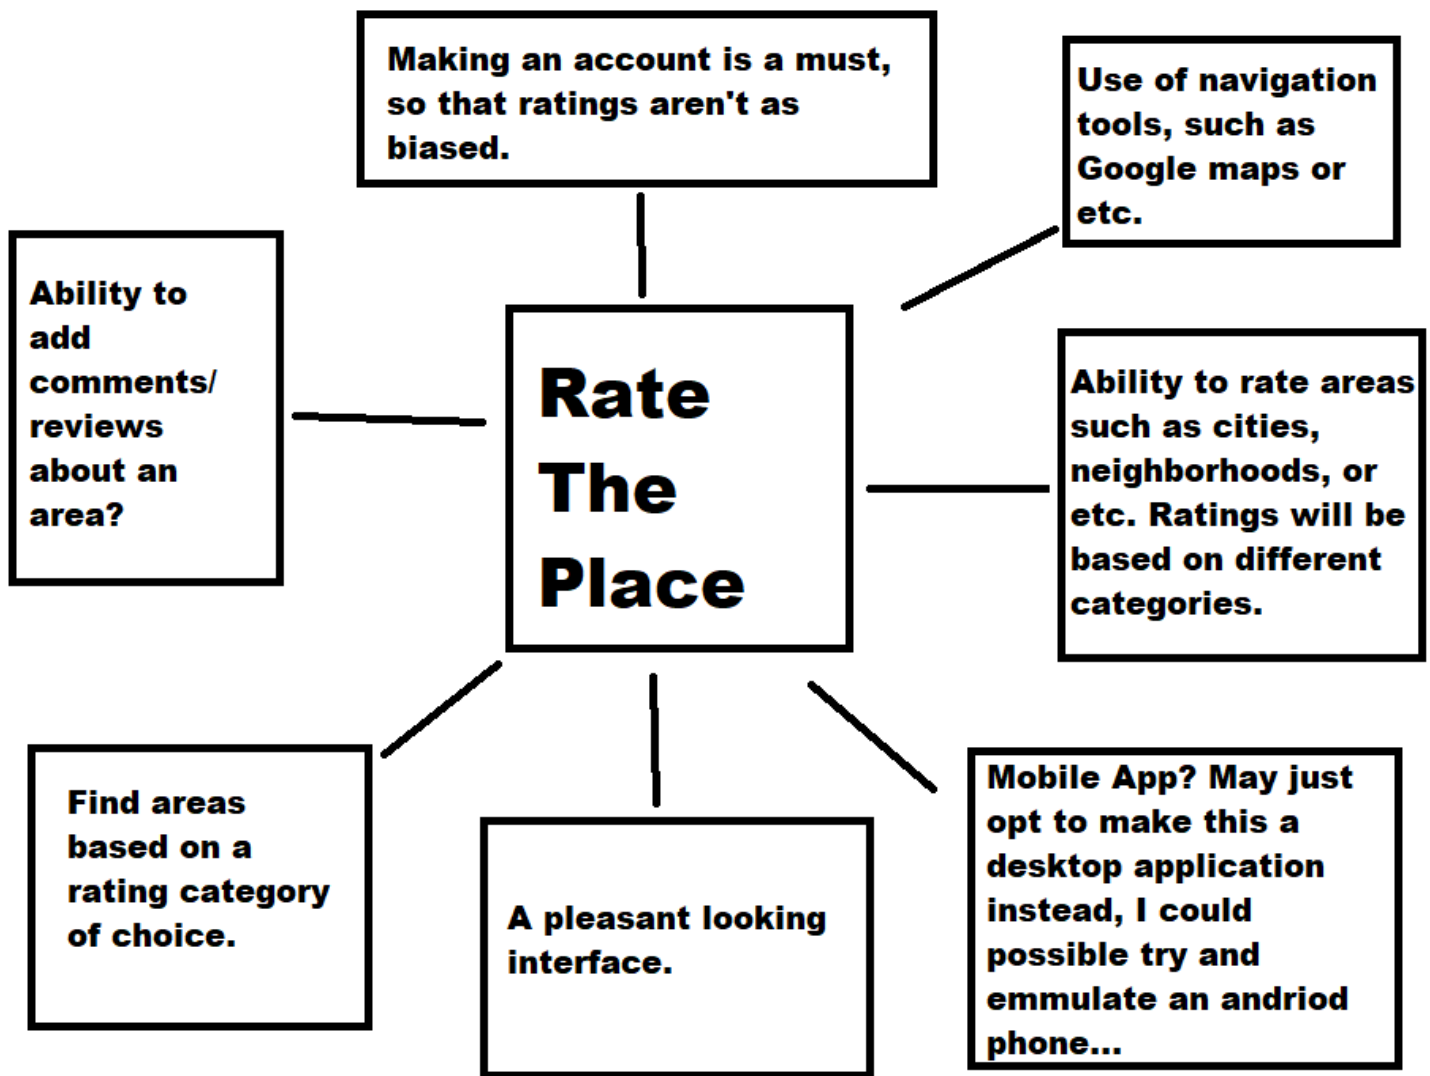 Making an account is a must,
so that ratings aren't as
biased.
Use of navigation
tools, such as
Google maps or
etc.
Ability to
add
comments/
reviews
about an
area?
Rate
The
Place
Ability to rate areas
such as cities,
neighborhoods, or
etc. Ratings will be
based on different
categories.
Find areas
based on a
rating category
of choice.
A pleasant looking
interface.
Mobile App? May just
opt to make this a
desktop application
instead, I could
possible try and
emmulate an andriod
phone...